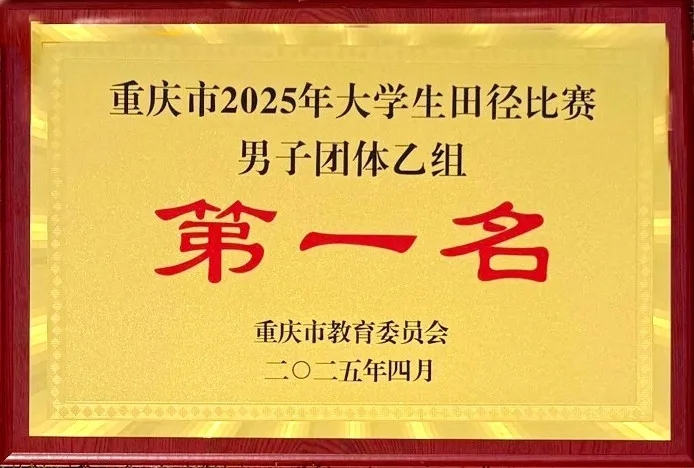 重庆市2025年大学生田径比赛
男子团体乙组
第一名
重庆市教育委员会
二〇二五年四月